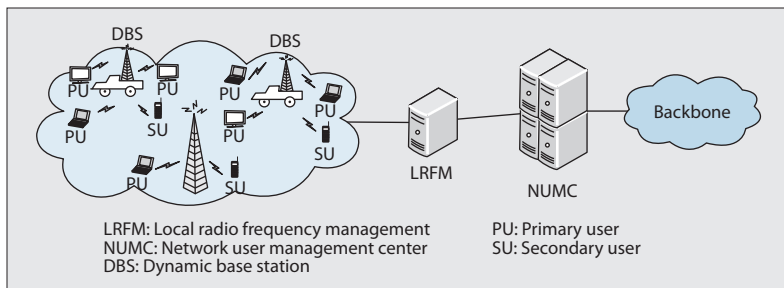 DBS
DBS
PU
PU
PU
PU
PU
SU
PU
SU
PU
SU
LRFM
NUMC
Backbone
LRFM: Local radio frequency management
NUMC: Network user management center
DBS: Dynamic base station
PU: Primary user
SU: Secondary user